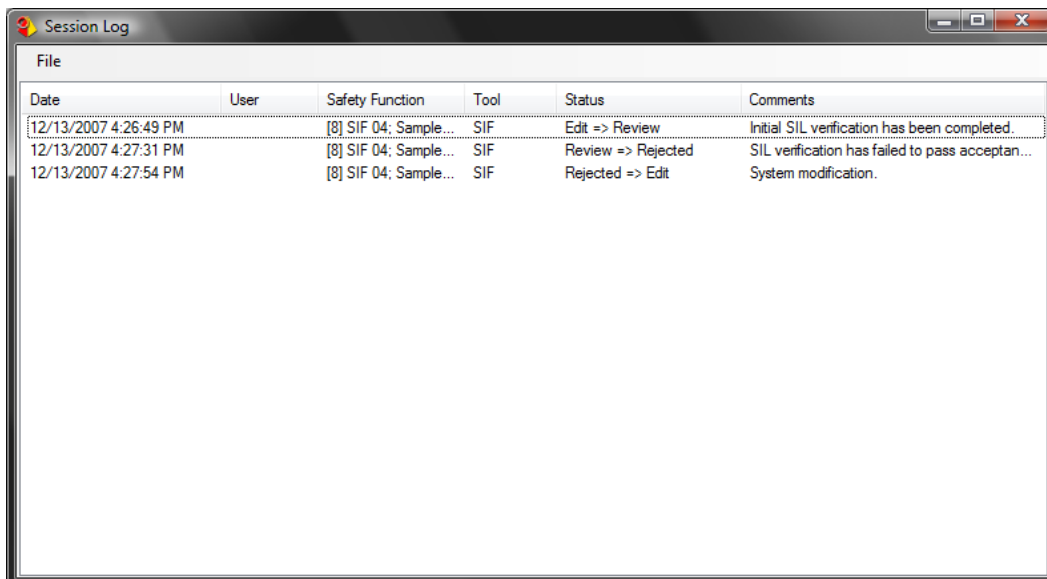 Session Log
File
Date User Safety Function Tool Status Comments
12/13/2007 4:26:49 PM [8] SIF 04; Sample... SIF Edit => Review Initial SIL verification has been completed.
12/13/2007 4:27:31 PM [8] SIF 04; Sample... SIF Review => Rejected SIL verification has failed to pass acceptan...
12/13/2007 4:27:54 PM [8] SIF 04; Sample... SIF Rejected => Edit System modification.